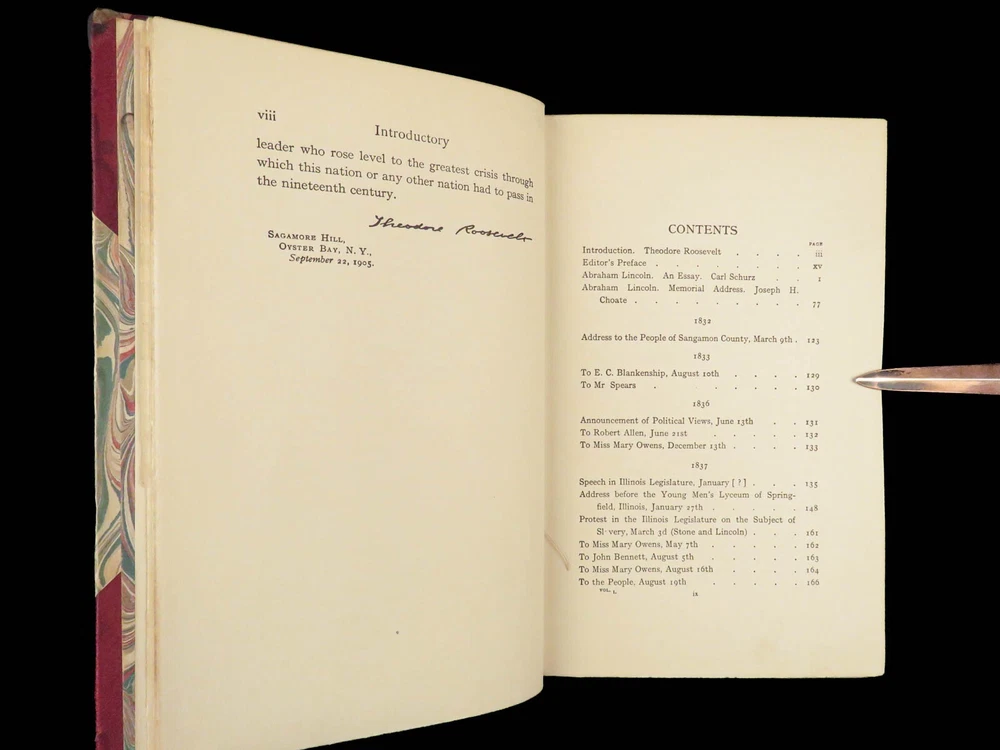 viii
Introductory
leader who rose level to the greatest crisis through
which this nation or any other nation had to pass in
the nineteenth century.
Theodore Roosevelt
Sagamore Hill,
Oyster Bay, N. Y.,
September 22, 1905.
CONTENTS
PAGE
Introduction. Theodore Roosevelt . . . . iii
Editor's Preface . . . . . . . xv
Abraham Lincoln. An Essay. Carl Schurz . . 1
Abraham Lincoln. Memorial Address. Joseph H.
Choate . . . . . . . . 77
1832
Address to the People of Sangamon County, March 9th . 123
1833
To E. C. Blankenship, August 10th . . . . 129
To Mr Spears . . . . . . 130
1836
Announcement of Political Views, June 13th . . 131
To Robert Allen, June 21st . . . . . 132
To Miss Mary Owens, December 13th . . . . 133
1837
Speech in Illinois Legislature, January [?] . . . 135
Address before the Young Men's Lyceum of Spring-
field, Illinois, January 27th . . . . . 148
Protest in the Illinois Legislature on the Subject of
Sl very, March 3d (Stone and Lincoln) . . . 161
To Miss Mary Owens, May 7th . . . . . 162
To John Bennett, August 5th . . . . . 163
To Miss Mary Owens, August 16th . . . . 164
To the People, August 19th . . . . . 166
VOL. I.
ix